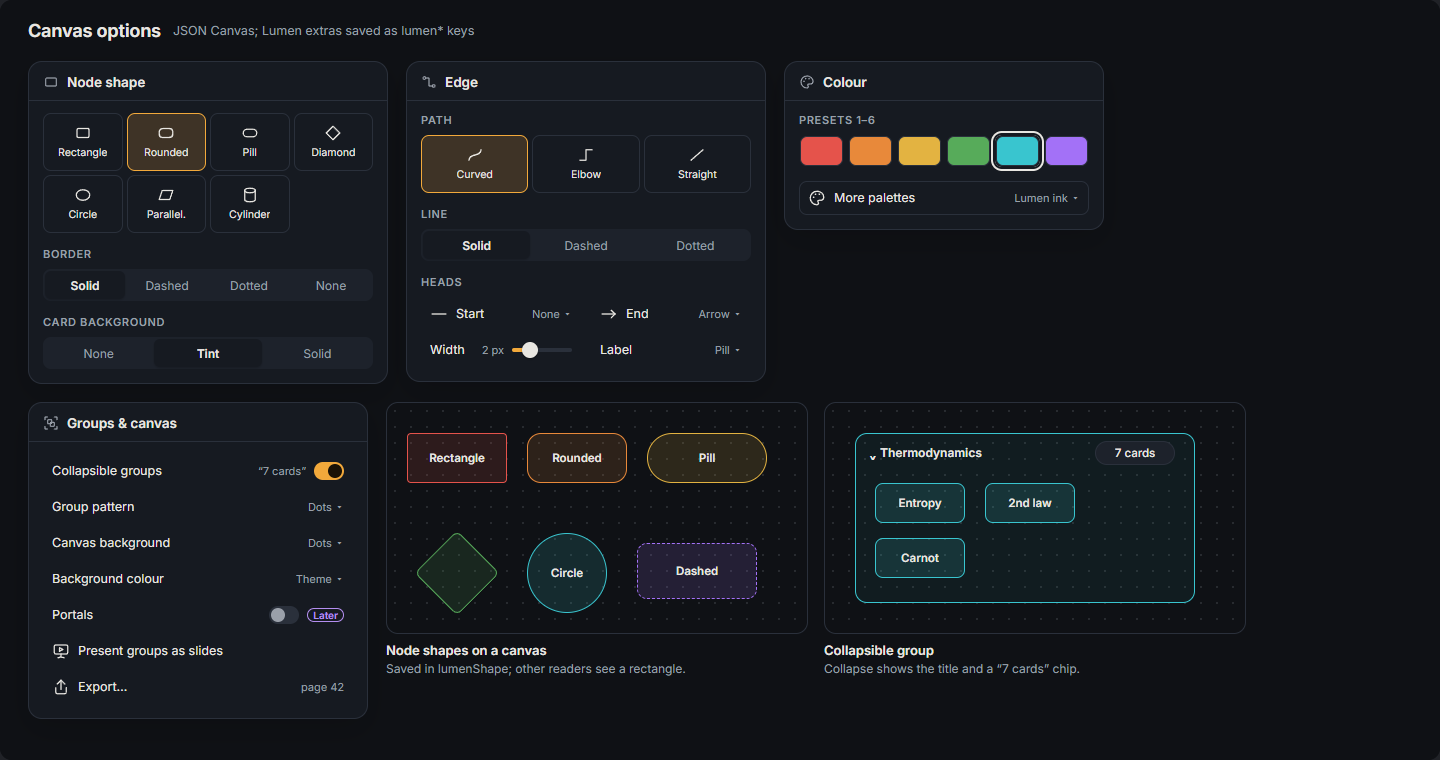 Canvas options JSON Canvas; Lumen extras saved as lumen* keys
Node shape
Rectangle Rounded Pill Diamond
Circle Parallel. Cylinder
BORDER
Solid Dashed Dotted None
CARD BACKGROUND
None Tint Solid
Edge
PATH
Curved Elbow Straight
LINE
Solid Dashed Dotted
HEADS
Start None End Arrow
Width 2 px Label Pill
Colour
PRESETS 1–6
More palettes Lumen ink
Groups & canvas
Collapsible groups “7 cards”
Group pattern Dots
Canvas background Dots
Background colour Theme
Portals Later
Present groups as slides
Export... page 42
Rectangle Rounded Pill
Circle Dashed
Node shapes on a canvas
Saved in lumenShape; other readers see a rectangle.
Thermodynamics 7 cards
Entropy 2nd law
Carnot
Collapsible group
Collapse shows the title and a “7 cards” chip.